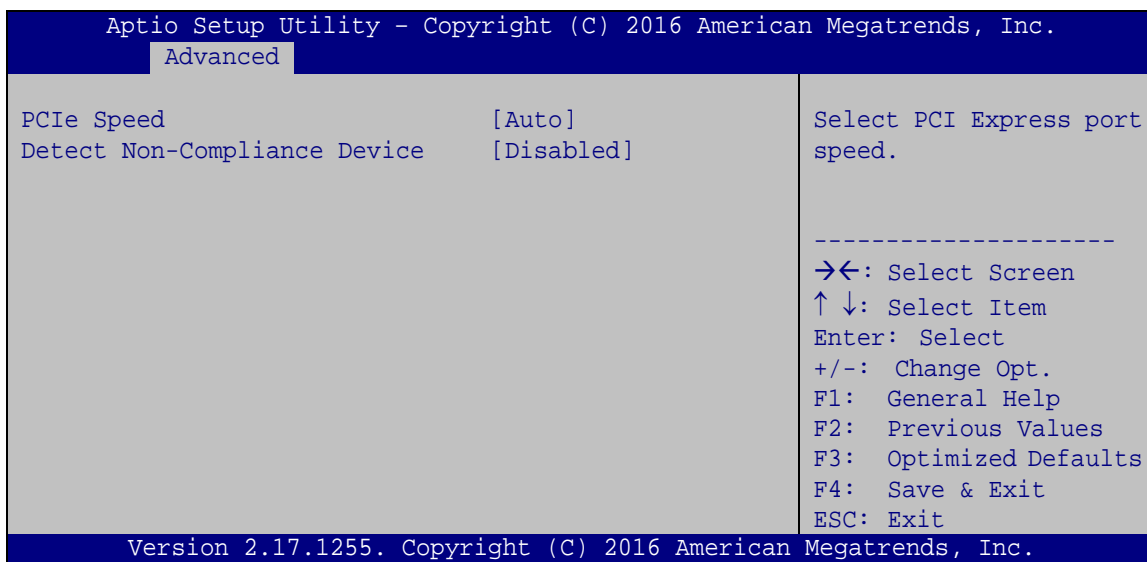 Aptio Setup Utility – Copyright (C) 2016 American Megatrends, Inc.
Advanced
PCIe Speed [Auto]
Detect Non-Compliance Device [Disabled]
Select PCI Express port
speed.
---------------------
→←: Select Screen
↑ ↓: Select Item
Enter: Select
+/-: Change Opt.
F1: General Help
F2: Previous Values
F3: Optimized Defaults
F4: Save & Exit
ESC: Exit
Version 2.17.1255. Copyright (C) 2016 American Megatrends, Inc.